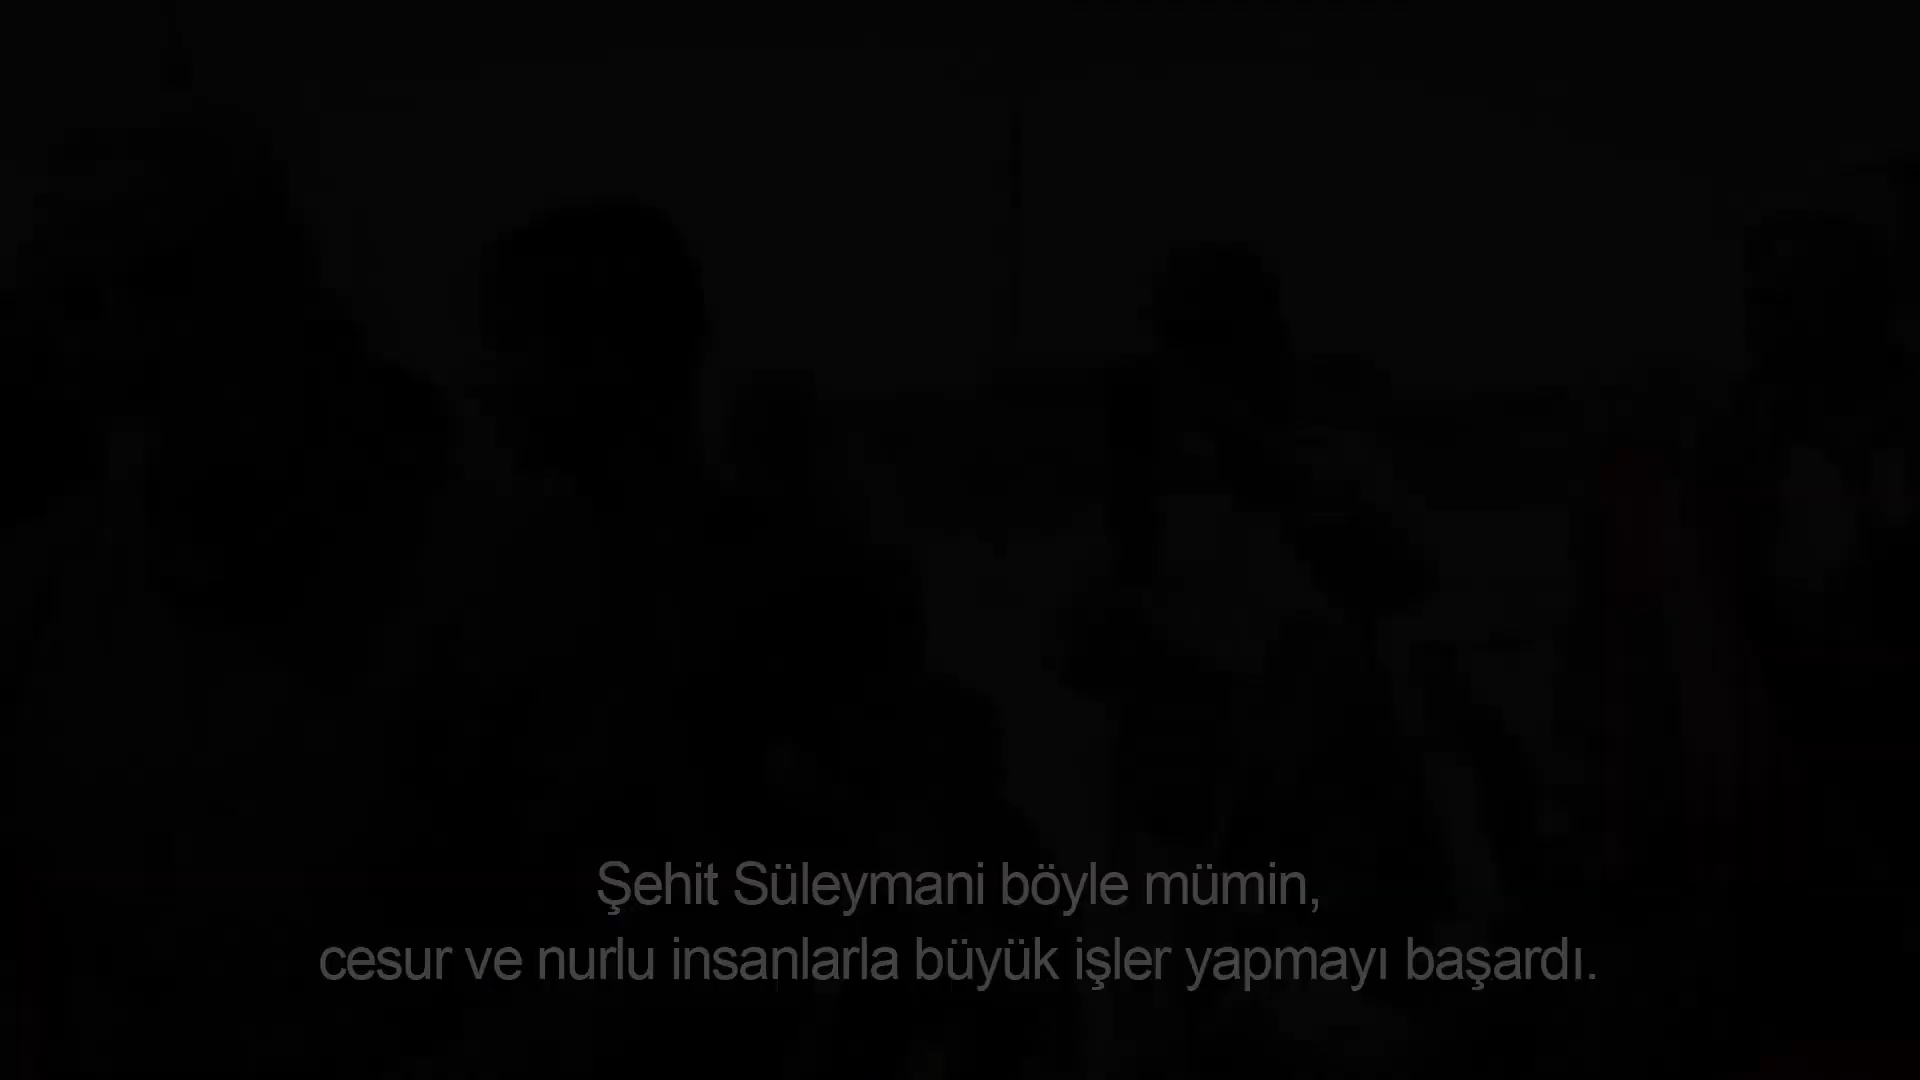 Şehit Süleymani böyle mümin,
cesur ve nurlu insanlarla büyük işler yapmayı başardı.